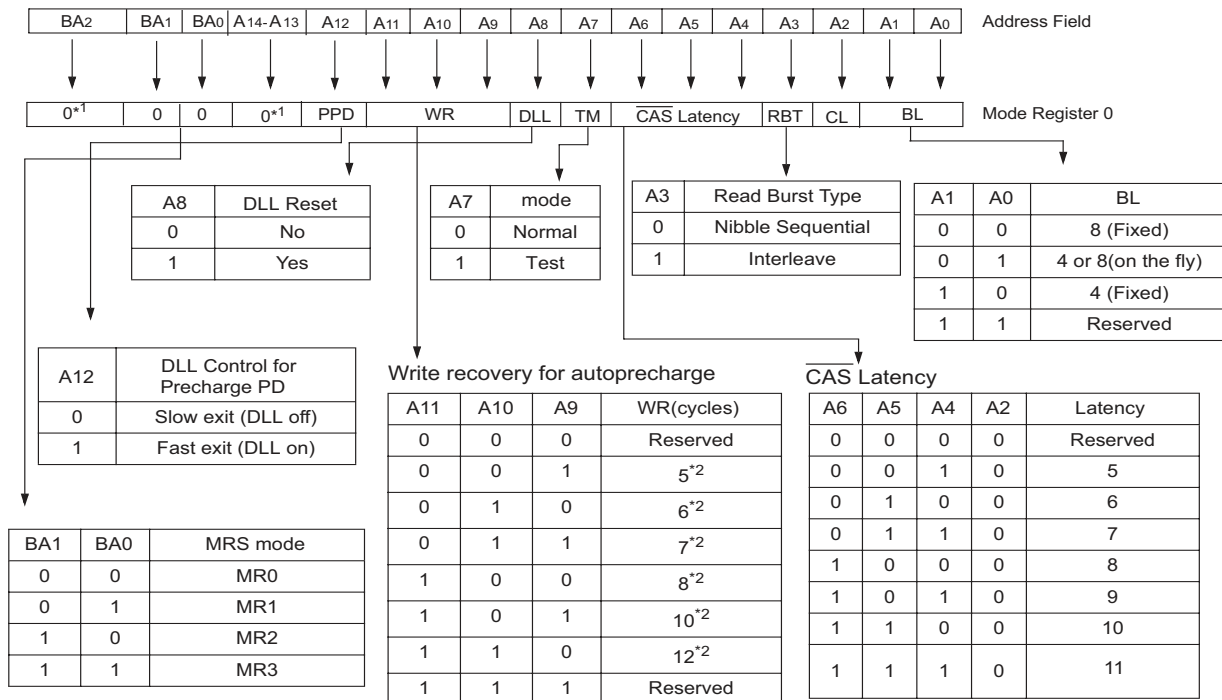 BA2 BA1 BA0 A14-A13 A12 A11 A10 A9 A8 A7 A6 A5 A4 A3 A2 A1 A0 Address Field
0*1 0 0 0*1 PPD WR DLL TM CAS Latency RBT CL BL Mode Register 0
A8 DLL Reset
0 No
1 Yes
A7 mode
0 Normal
1 Test
A3 Read Burst Type
0 Nibble Sequential
1 Interleave
A1 A0 BL
0 0 8 (Fixed)
0 1 4 or 8(on the fly)
1 0 4 (Fixed)
1 1 Reserved
A12 DLL Control for
Precharge PD
0 Slow exit (DLL off)
1 Fast exit (DLL on)
Write recovery for autoprecharge
A11 A10 A9 WR(cycles)
0 0 0 Reserved
0 0 1 5*2
0 1 0 6*2
0 1 1 7*2
1 0 0 8*2
1 0 1 10*2
1 1 0 12*2
1 1 1 Reserved
CAS Latency
A6 A5 A4 A2 Latency
0 0 0 0 Reserved
0 0 1 0 5
0 1 0 0 6
0 1 1 0 7
1 0 0 0 8
1 0 1 0 9
1 1 0 0 10
1 1 1 0 11
BA1 BA0 MRS mode
0 0 MR0
0 1 MR1
1 0 MR2
1 1 MR3